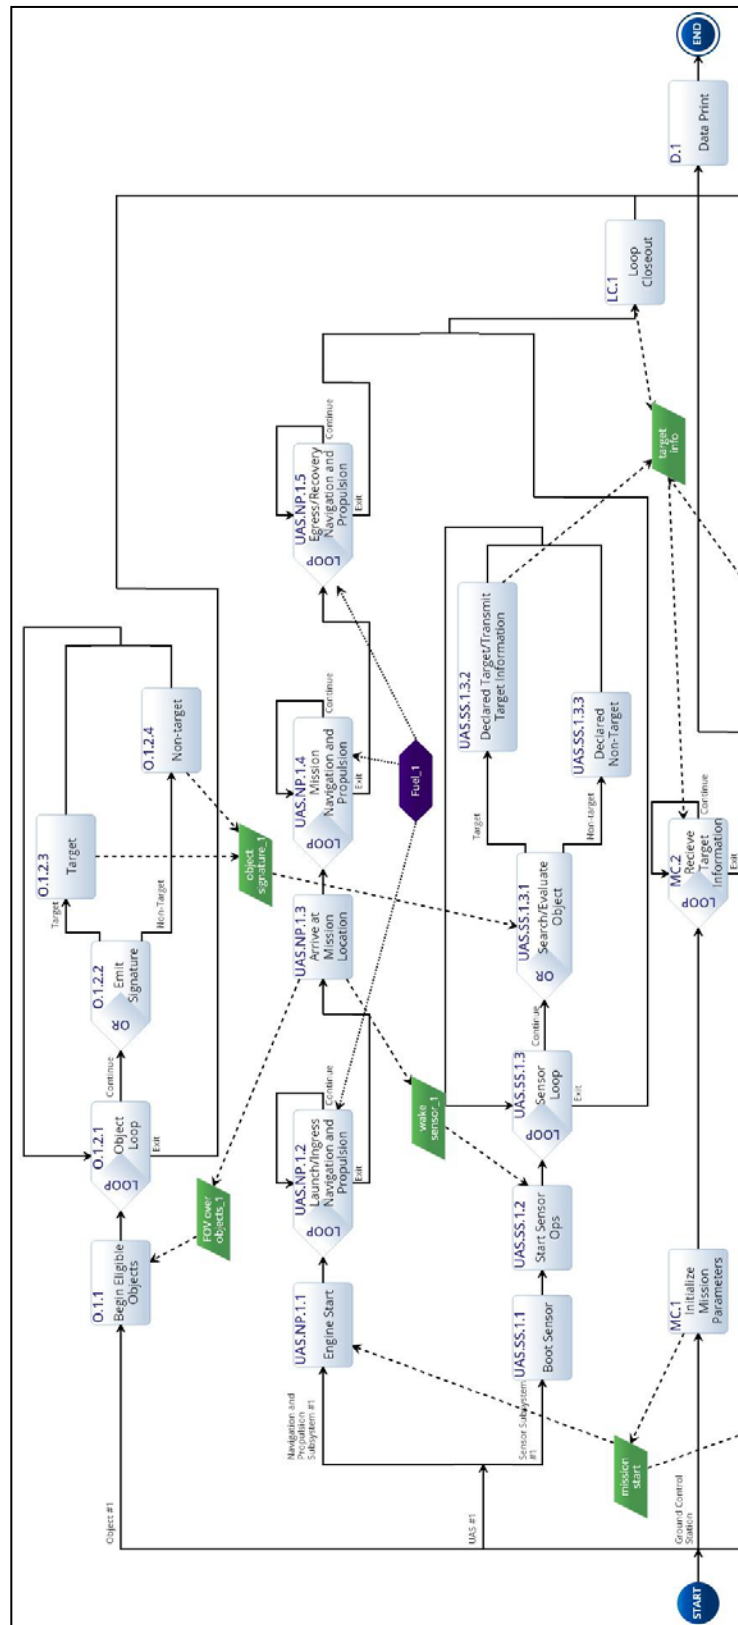 START
Object #1
UAS #1
Ground Control
Station
Navigation and
Propulsion
Subsystem #1
Sensor Subsystem
#1
mission
start
O.1.1
Begin Eligible
Objects
FOV over
objects_1
O.1.2.1
Object Loop
LOOP
Continue
Exit
O.1.2.2
Emit
Signature
OR
Target
Non-Target
O.1.2.3
Target
O.1.2.4
Non-target
object
signature_1
UAS.NP.1.1
Engine Start
UAS.NP.1.2
Launch/Ingress
Navigation and
Propulsion
LOOP
Continue
Exit
UAS.NP.1.3
Arrive at
Mission
Location
wake
sensor_1
UAS.NP.1.4
Mission
Navigation and
Propulsion
LOOP
Continue
Exit
Fuel_1
UAS.NP.1.5
Egress/Recovery
Navigation and
Propulsion
LOOP
Continue
Exit
UAS.SS.1.1
Boot Sensor
UAS.SS.1.2
Start Sensor
Ops
UAS.SS.1.3
Sensor
Loop
LOOP
Continue
Exit
UAS.SS.1.3.1
Search/Evaluate
Object
OR
Target
Non-target
UAS.SS.1.3.2
Declared Target/Transmit
Target Information
UAS.SS.1.3.3
Declared
Non-Target
MC.1
Initialize
Mission
Parameters
MC.2
Recieve
Target
Information
LOOP
Continue
Exit
target
info
LC.1
Loop
Closeout
D.1
Data Print
END